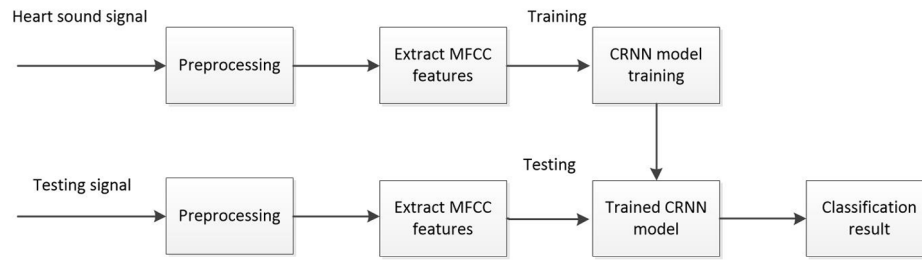 Heart sound signal
Training
Preprocessing
Extract MFCC
features
CRNN model
training
Testing signal
Testing
Preprocessing
Extract MFCC
features
Trained CRNN
model
Classification
result